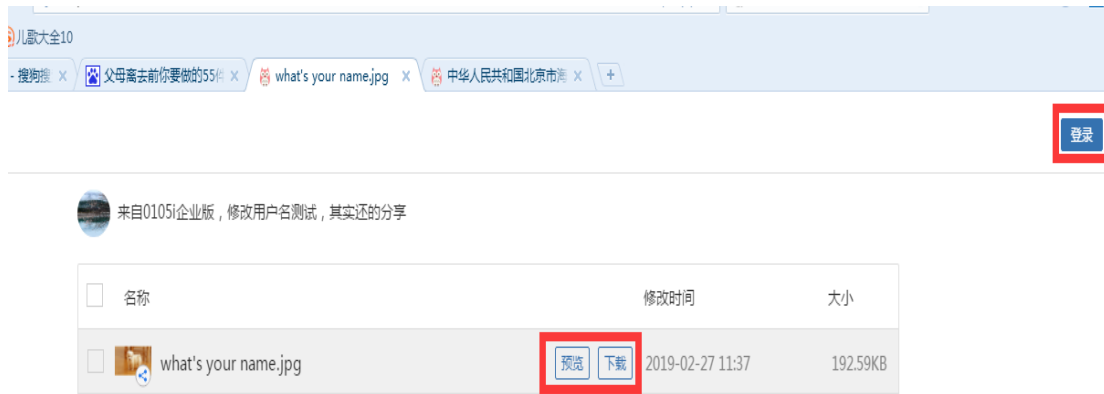 儿歌大全10
- 搜狗搜 父母离去前你要做的55件 what's your name.jpg 中华人民共和国北京市海
登录
来自0105i企业版，修改用户名测试，其实还的分享
名称 修改时间 大小
what's your name.jpg 预览 下载 2019-02-27 11:37 192.59KB